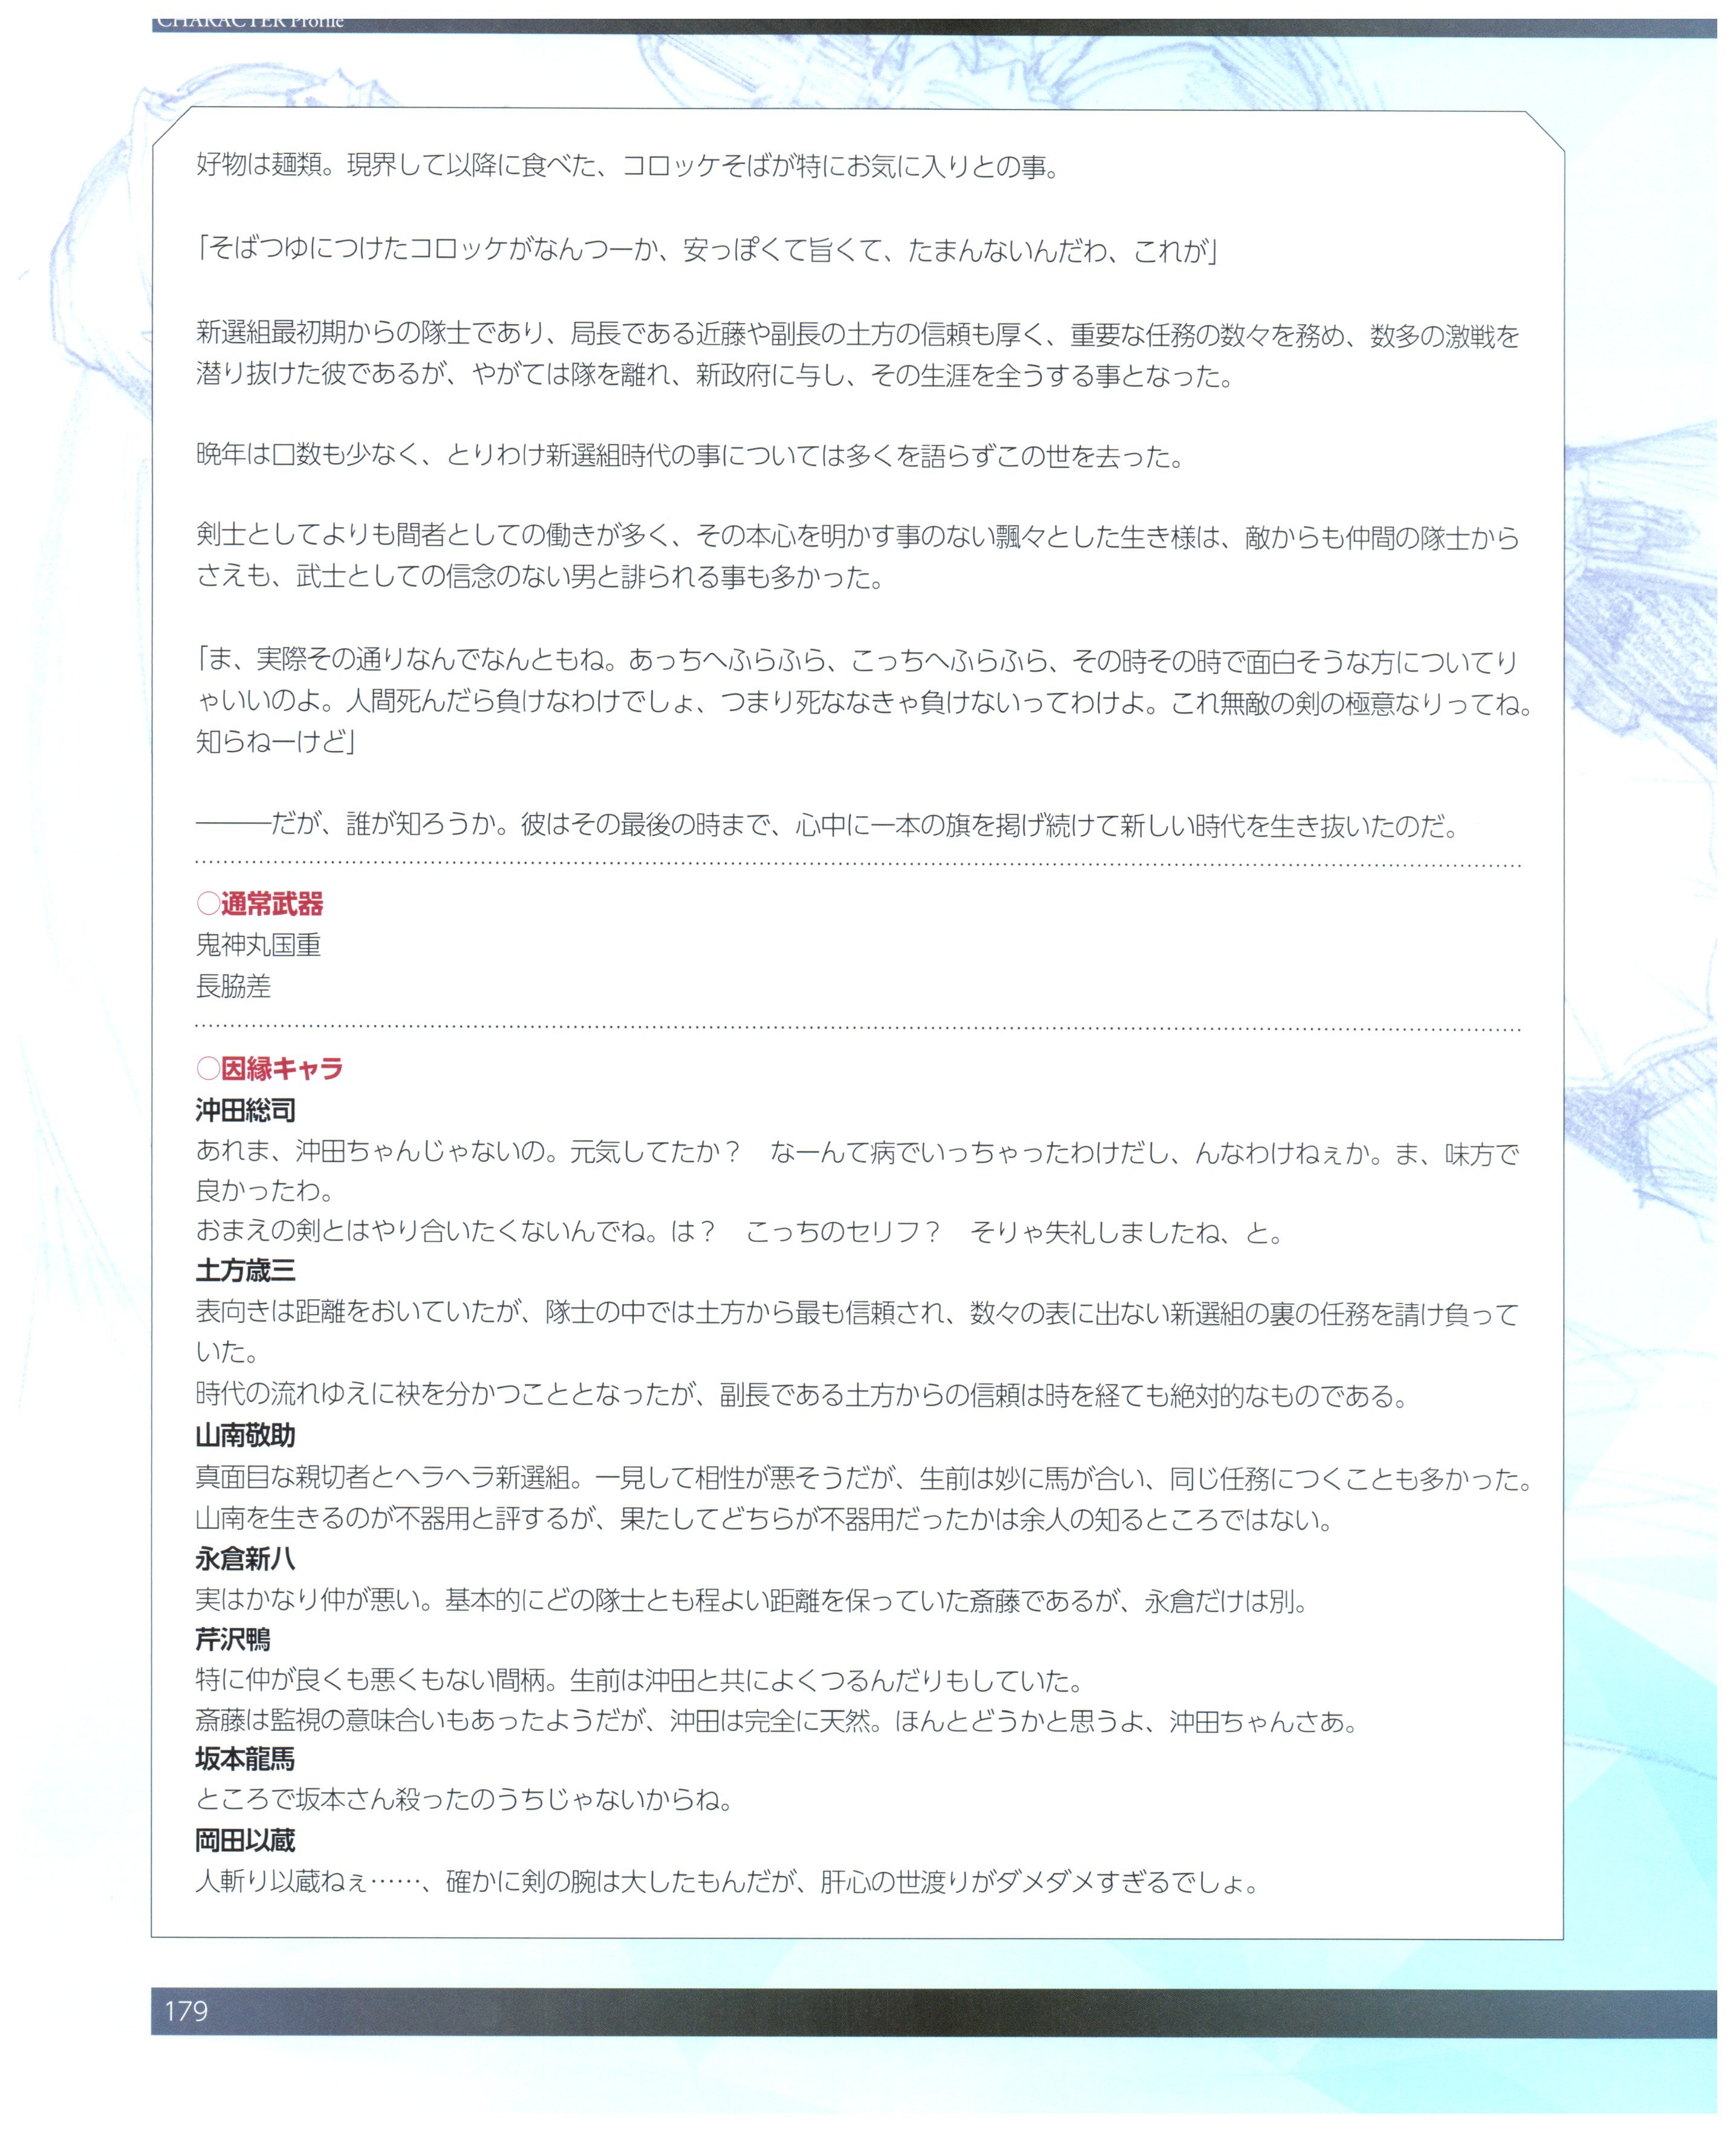 CHARACTER Profile
好物は麺類。現界して以降に食べた、コロッケそばが特にお気に入りとの事。
「そばつゆにつけたコロッケがなんつーか、安っぽくて旨くて、たまんないんだわ、これが」
新選組最初期からの隊士であり、局長である近藤や副長の土方の信頼も厚く、重要な任務の数々を務め、数多の激戦を
潜り抜けた彼であるが、やがては隊を離れ、新政府に与し、その生涯を全うする事となった。
晩年は口数も少なく、とりわけ新選組時代の事については多くを語らずこの世を去った。
剣士としてよりも間者としての働きが多く、その本心を明かす事のない飄々とした生き様は、敵からも仲間の隊士から
さえも、武士としての信念のない男と誹られる事も多かった。
「ま、実際その通りなんでなんともね。あっちへふらふら、こっちへふらふら、その時その時で面白そうな方についてり
ゃいいのよ。人間死んだら負けなわけでしょ、つまり死ななきゃ負けないってわけよ。これ無敵の剣の極意なりってね。
知らねーけど」
―――だが、誰が知ろうか。彼はその最後の時まで、心中に一本の旗を掲げ続けて新しい時代を生き抜いたのだ。
○通常武器
鬼神丸国重
長脇差
○因縁キャラ
沖田総司
あれま、沖田ちゃんじゃないの。元気してたか？　なーんて病でいっちゃったわけだし、んなわけねぇか。ま、味方で
良かったわ。
おまえの剣とはやり合いたくないんでね。は？　こっちのセリフ？　そりゃ失礼しましたね、と。
土方歳三
表向きは距離をおいていたが、隊士の中では土方から最も信頼され、数々の表に出ない新選組の裏の任務を請け負って
いた。
時代の流れゆえに袂を分かつこととなったが、副長である土方からの信頼は時を経ても絶対的なものである。
山南敬助
真面目な親切者とヘラヘラ新選組。一見して相性が悪そうだが、生前は妙に馬が合い、同じ任務につくことも多かった。
山南を生きるのが不器用と評するが、果たしてどちらが不器用だったかは余人の知るところではない。
永倉新八
実はかなり仲が悪い。基本的にどの隊士とも程よい距離を保っていた斎藤であるが、永倉だけは別。
芹沢鴨
特に仲が良くも悪くもない間柄。生前は沖田と共によくつるんだりもしていた。
斎藤は監視の意味合いもあったようだが、沖田は完全に天然。ほんとどうかと思うよ、沖田ちゃんさあ。
坂本龍馬
ところで坂本さん殺ったのうちじゃないからね。
岡田以蔵
人斬り以蔵ねぇ……、確かに剣の腕は大したもんだが、肝心の世渡りがダメダメすぎるでしょ。
179